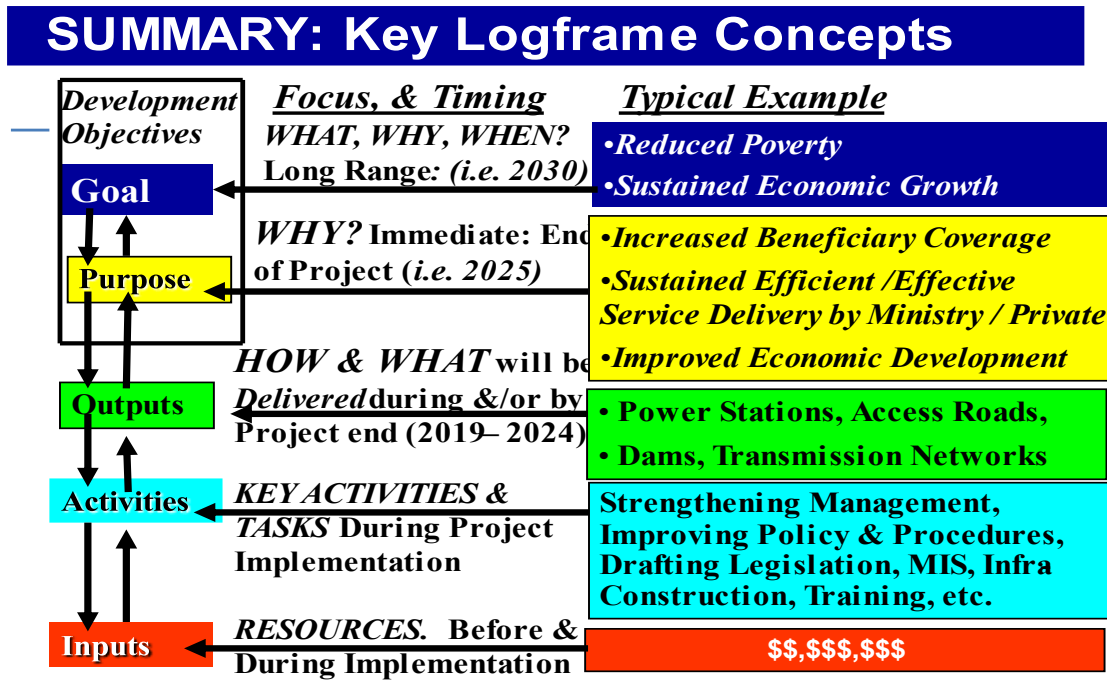 SUMMARY: Key Logframe Concepts
Development
Objectives
Focus, & Timing
Typical Example
Goal
WHAT, WHY, WHEN?
Long Range: (i.e. 2030)
•Reduced Poverty
•Sustained Economic Growth
Purpose
WHY? Immediate: End
of Project (i.e. 2025)
•Increased Beneficiary Coverage
•Sustained Efficient /Effective
Service Delivery by Ministry / Private
•Improved Economic Development
Outputs
HOW & WHAT will be
Delivered during &/or by
Project end (2019– 2024)
• Power Stations, Access Roads,
• Dams, Transmission Networks
Activities
KEY ACTIVITIES &
TASKS During Project
Implementation
Strengthening Management,
Improving Policy & Procedures,
Drafting Legislation, MIS, Infra
Construction, Training, etc.
Inputs
RESOURCES. Before &
During Implementation
$$,$$$,$$$